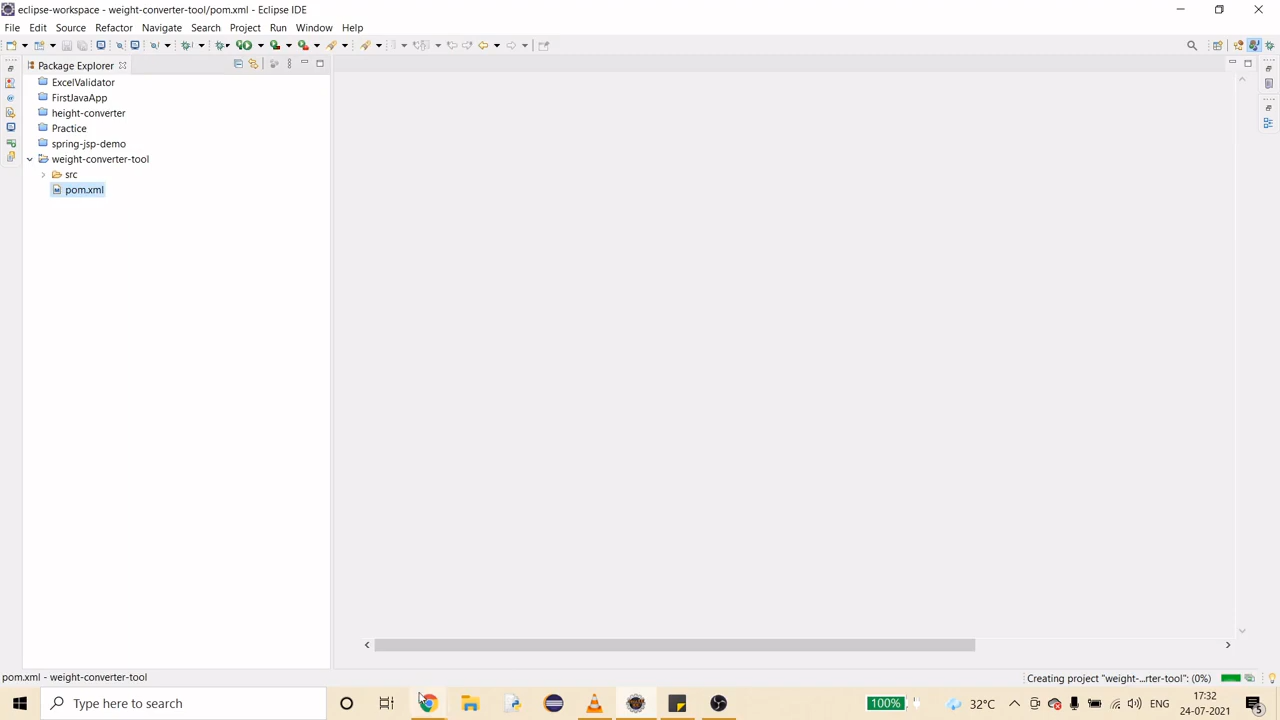 eclipse-workspace - weight-converter-tool/pom.xml - Eclipse IDE
File Edit Source Refactor Navigate Search Project Run Window Help
Package Explorer
ExcelValidator
FirstJavaApp
height-converter
Practice
spring-jsp-demo
weight-converter-tool
src
pom.xml
pom.xml - weight-converter-tool
Creating project "weight-...rter-tool": (0%)
Type here to search
100%
32°C
ENG
17:32
24-07-2021
5